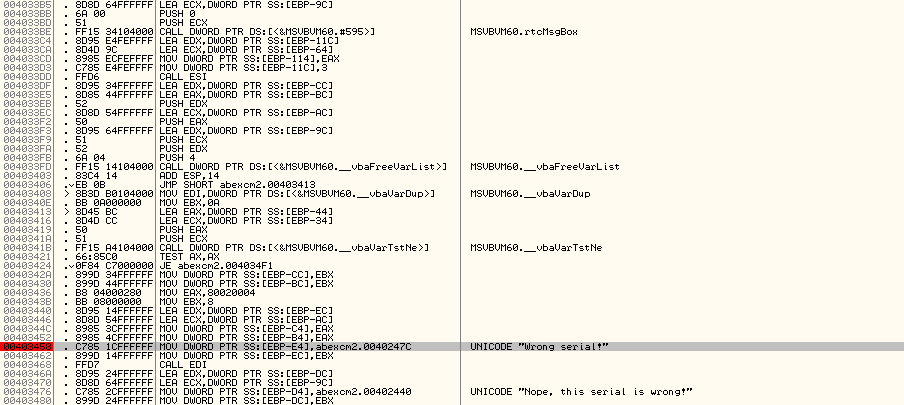 004033B5 . 8D8D 64FFFFFF LEA ECX,DWORD PTR SS:[EBP-9C]
004033BB . 6A 00 PUSH 0
004033BD . 51 PUSH ECX
004033BE . FF15 34104000 CALL DWORD PTR DS:[<&MSVBVM60.#595>] MSVBVM60.rtcMsgBox
004033C4 . 8D95 E4FEFFFF LEA EDX,DWORD PTR SS:[EBP-11C]
004033CA . 8D4D 9C LEA ECX,DWORD PTR SS:[EBP-64]
004033CD . 8985 ECFEFFFF MOV DWORD PTR SS:[EBP-114],EAX
004033D3 . C785 E4FEFFFF MOV DWORD PTR SS:[EBP-11C],3
004033DD . FFD6 CALL ESI
004033DF . 8D95 34FFFFFF LEA EDX,DWORD PTR SS:[EBP-CC]
004033E5 . 8D85 44FFFFFF LEA EAX,DWORD PTR SS:[EBP-BC]
004033EB . 52 PUSH EDX
004033EC . 8D8D 54FFFFFF LEA ECX,DWORD PTR SS:[EBP-AC]
004033F2 . 50 PUSH EAX
004033F3 . 8D95 64FFFFFF LEA EDX,DWORD PTR SS:[EBP-9C]
004033F9 . 51 PUSH ECX
004033FA . 52 PUSH EDX
004033FB . 6A 04 PUSH 4
004033FD . FF15 14104000 CALL DWORD PTR DS:[<&MSVBVM60.__vbaFreeVarList>] MSVBVM60.__vbaFreeVarList
00403403 . 83C4 14 ADD ESP,14
00403406 .vEB 0B JMP SHORT abexcm2.00403413
00403408 > 8B3D B0104000 MOV EDI,DWORD PTR DS:[<&MSVBVM60.__vbaVarDup>] MSVBVM60.__vbaVarDup
0040340E . BB 0A000000 MOV EBX,0A
00403413 > 8D45 BC LEA EAX,DWORD PTR SS:[EBP-44]
00403416 . 8D4D CC LEA ECX,DWORD PTR SS:[EBP-34]
00403419 . 50 PUSH EAX
0040341A . 51 PUSH ECX
0040341B . FF15 A4104000 CALL DWORD PTR DS:[<&MSVBVM60.__vbaVarTstNe>] MSVBVM60.__vbaVarTstNe
00403421 . 66:85C0 TEST AX,AX
00403424 .v0F84 C7000000 JE abexcm2.004034F1
0040342A . 899D 34FFFFFF MOV DWORD PTR SS:[EBP-CC],EBX
00403430 . 899D 44FFFFFF MOV DWORD PTR SS:[EBP-BC],EBX
00403436 . B8 04000280 MOV EAX,80020004
0040343B . BB 08000000 MOV EBX,8
00403440 . 8D95 14FFFFFF LEA EDX,DWORD PTR SS:[EBP-EC]
00403446 . 8D8D 54FFFFFF LEA ECX,DWORD PTR SS:[EBP-AC]
0040344C . 8985 3CFFFFFF MOV DWORD PTR SS:[EBP-C4],EAX
00403452 . 8985 4CFFFFFF MOV DWORD PTR SS:[EBP-B4],EAX
00403458 . C785 1CFFFFFF MOV DWORD PTR SS:[EBP-E4],abexcm2.0040247C UNICODE "Wrong serial!"
00403462 . 899D 14FFFFFF MOV DWORD PTR SS:[EBP-EC],EBX
00403468 . FFD7 CALL EDI
0040346A . 8D95 24FFFFFF LEA EDX,DWORD PTR SS:[EBP-DC]
00403470 . 8D8D 64FFFFFF LEA ECX,DWORD PTR SS:[EBP-9C]
00403476 . C785 2CFFFFFF MOV DWORD PTR SS:[EBP-D4],abexcm2.00402440 UNICODE "Nope, this serial is wrong!"
00403480 . 899D 24FFFFFF MOV DWORD PTR SS:[EBP-DC],EBX